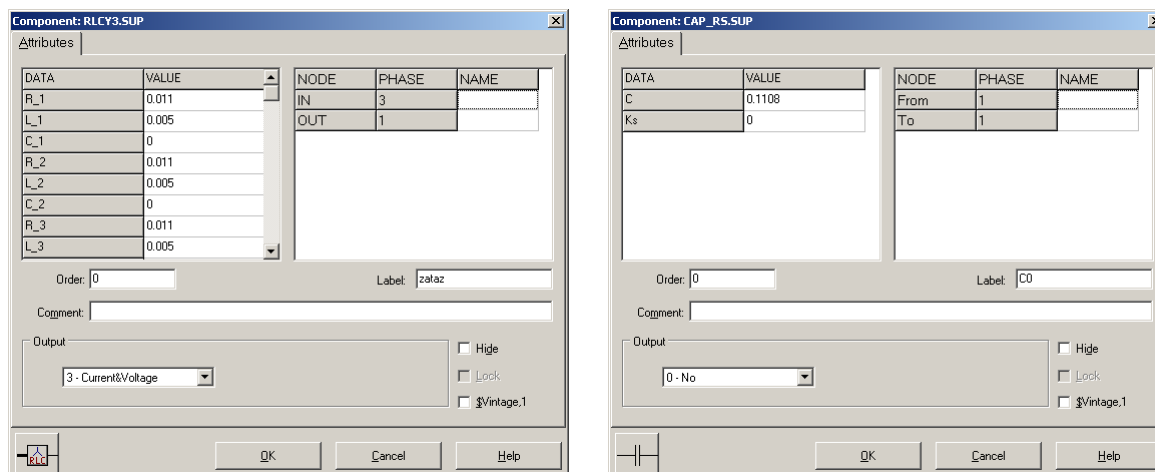 Component: RLCY3.SUP
Attributes
DATA VALUE
R_1 0.011
L_1 0.005
C_1 0
R_2 0.011
L_2 0.005
C_2 0
R_3 0.011
L_3 0.005
NODE PHASE NAME
IN 3
OUT 1
Order: 0
Label: zataz
Comment:
Output
3 - Current&Voltage
Hide
Lock
$Vintage,1
RLC
OK
Cancel
Help
Component: CAP_RS.SUP
Attributes
DATA VALUE
C 0.1108
Ks 0
NODE PHASE NAME
From 1
To 1
Order: 0
Label: C0
Comment:
Output
0 - No
Hide
Lock
$Vintage,1
OK
Cancel
Help